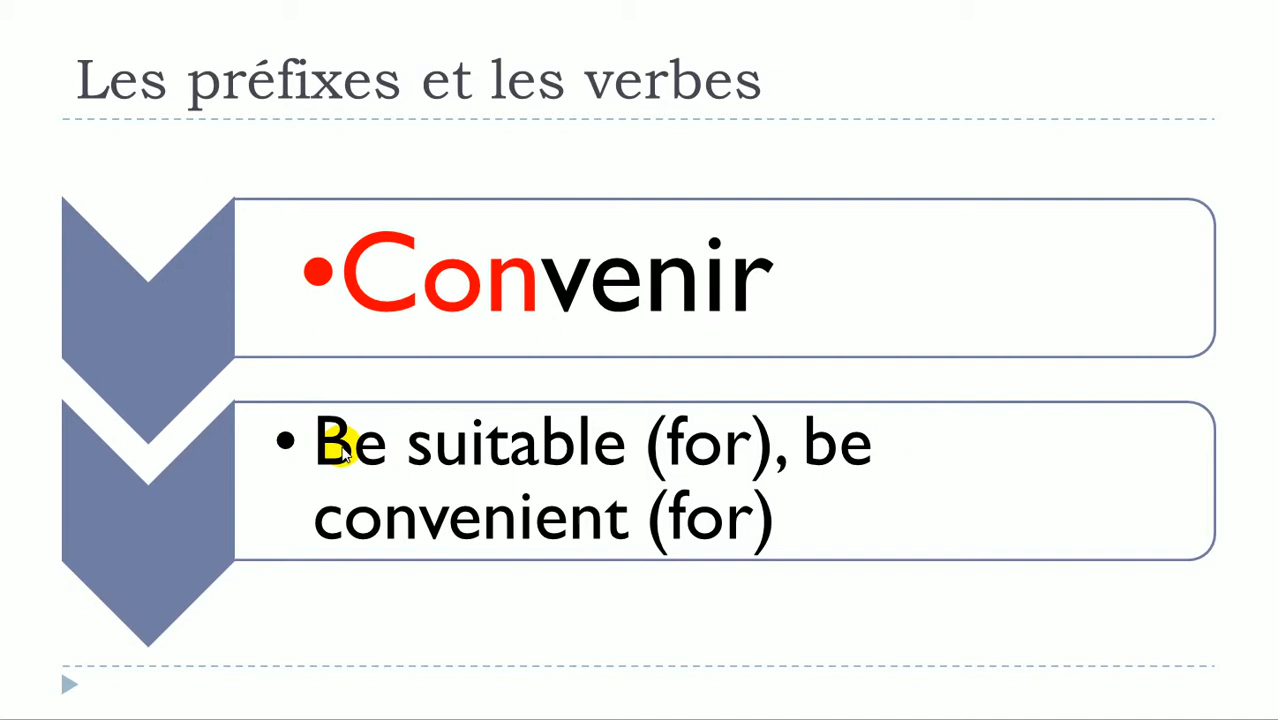 Les préfixes et les verbes
•Convenir
• Be suitable (for), be
convenient (for)